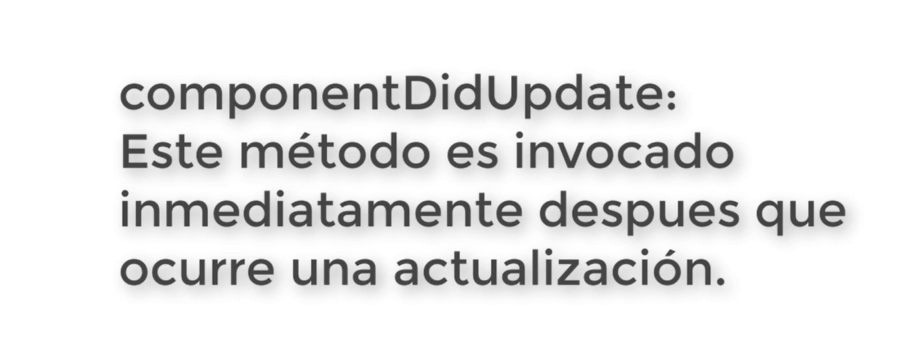 componentDidUpdate:
Este método es invocado
inmediatamente despues que
ocurre una actualización.